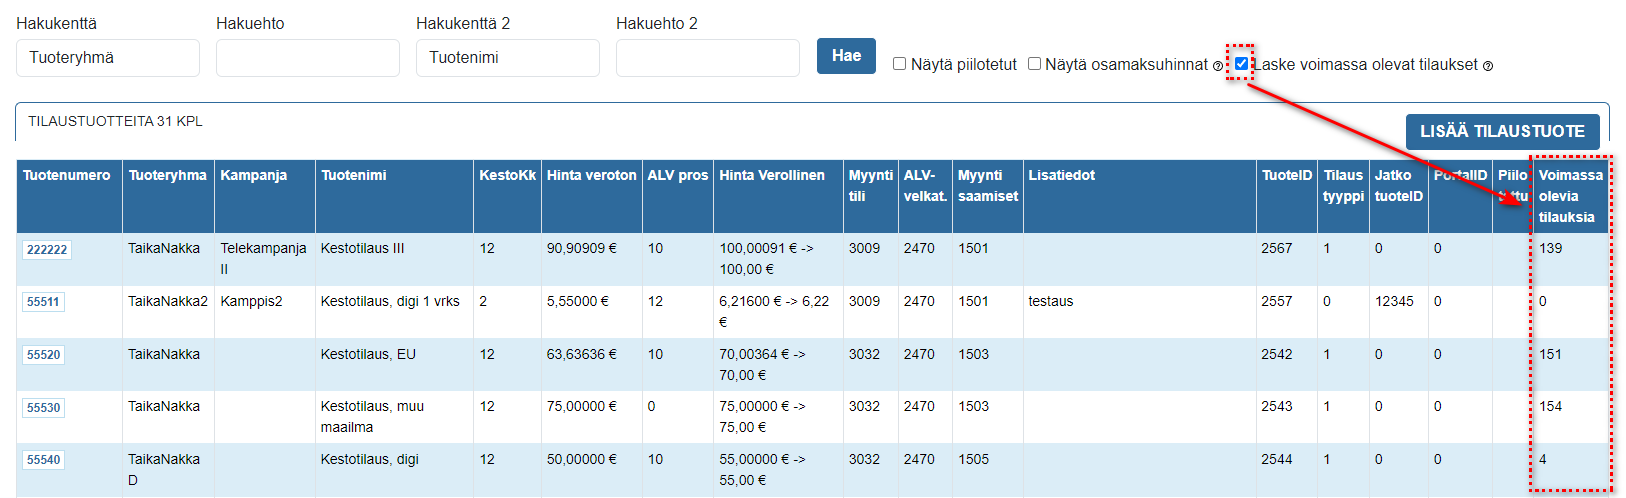 Hakukenttä Hakuehto Hakukenttä 2 Hakuehto 2
Tuoteryhmä Tuotenimi Hae Näytä piilotetut Näytä osamaksuhinnat Laske voimassa olevat tilaukset
TILAUSTUOTTEITA 31 KPL
LISÄÄ TILAUSTUOTE
Tuotenumero Tuoteryhma Kampanja Tuotenimi KestoKk Hinta veroton ALV pros Hinta Verollinen Myynti ALV- Myynti Lisatiedot TuoteID Tilaus Jatko PortalID Piilo Voimassa
tili velkat. saamiset tyyppi tuoteID tettu olevia
tilauksia
222222 TaikaNakka Telekampanja Kestotilaus III 12 90,90909 € 10 100,00091 € -> 3009 2470 1501 2567 1 0 0 139
II 100,00 €
55511 TaikaNakka2 Kamppis2 Kestotilaus, digi 1 vrks 2 5,55000 € 12 6,21600 € -> 6,22 3009 2470 1501 testaus 2557 0 12345 0 0
€
55520 TaikaNakka Kestotilaus, EU 12 63,63636 € 10 70,00364 € -> 3032 2470 1503 2542 1 0 0 151
70,00 €
55530 TaikaNakka Kestotilaus, muu 12 75,00000 € 0 75,00000 € -> 3032 2470 1503 2543 1 0 0 154
maailma 75,00 €
55540 TaikaNakka Kestotilaus, digi 12 50,00000 € 10 55,00000 € -> 3032 2470 1505 2544 1 0 0 4
D 55,00 €